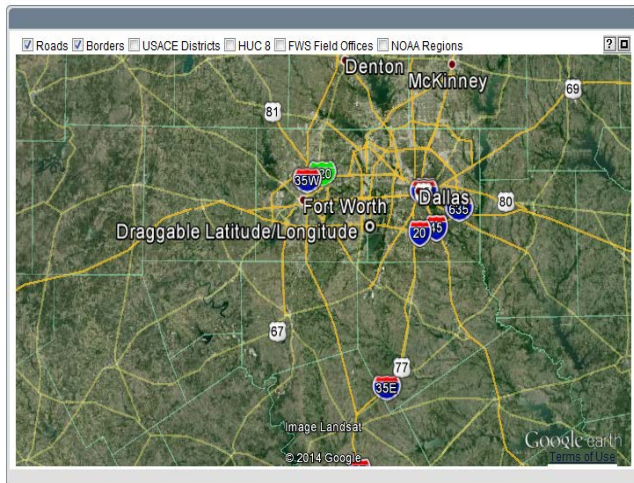 Roads Borders USACE Districts HUC 8 FWS Field Offices NOAA Regions ?
Denton
McKinney
69
81
35W 20
Fort Worth
Dallas
635
80
Draggable Latitude/Longitude
20 45
67
77
35E
Image Landsat
Google earth
© 2014 Google
Terms of Use